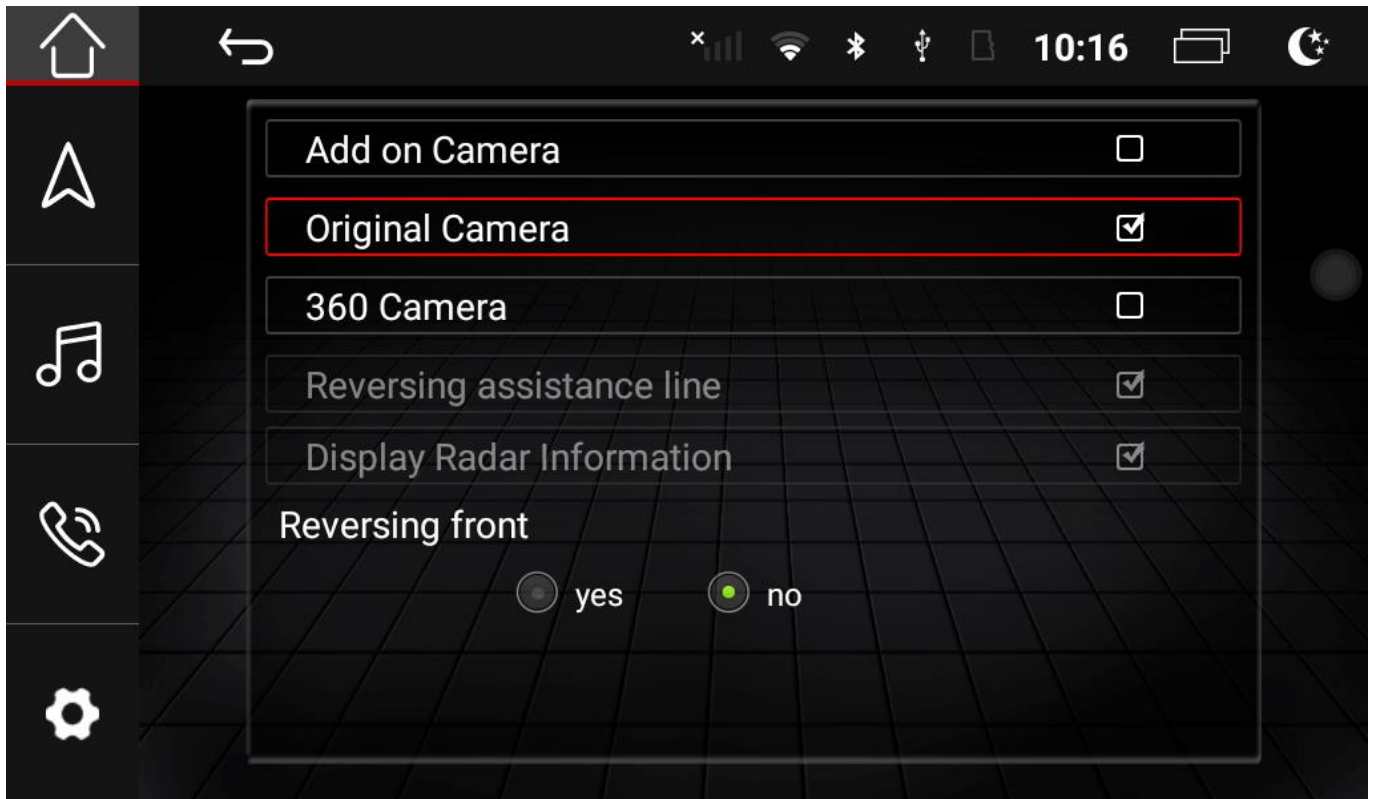 10:16
Add on Camera
Original Camera
360 Camera
Reversing assistance line
Display Radar Information
Reversing front
yes no